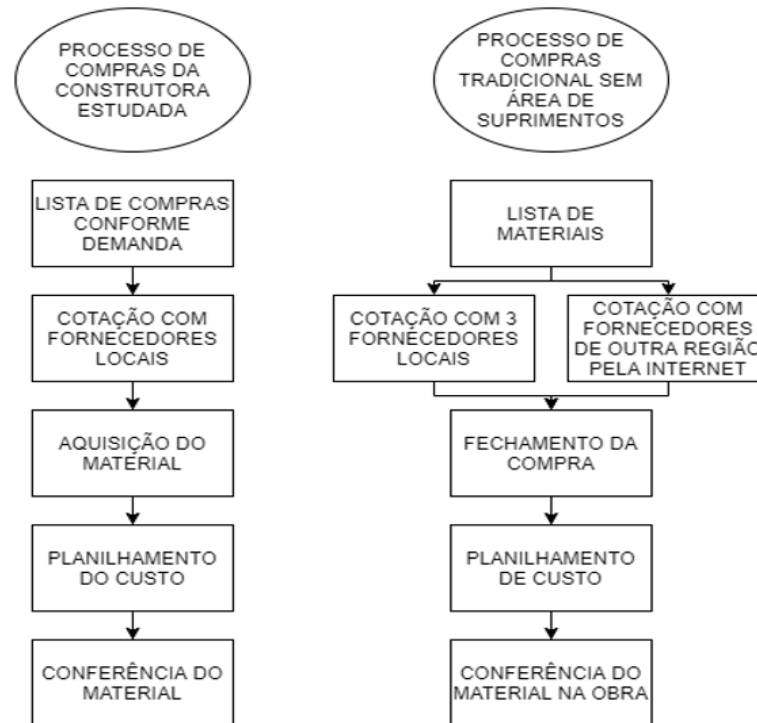 PROCESSO DE
COMPRAS DA
CONSTRUTORA
ESTUDADA
LISTA DE COMPRAS
CONFORME
DEMANDA
COTAÇÃO COM
FORNECEDORES
LOCAIS
AQUISIÇÃO DO
MATERIAL
PLANILHAMENTO
DO CUSTO
CONFERÊNCIA DO
MATERIAL
PROCESSO DE
COMPRAS
TRADICIONAL SEM
ÁREA DE
SUPRIMENTOS
LISTA DE
MATERIAIS
COTAÇÃO COM 3
FORNECEDORES
LOCAIS
COTAÇÃO COM
FORNECEDORES
DE OUTRA REGIÃO
PELA INTERNET
FECHAMENTO DA
COMPRA
PLANILHAMENTO
DE CUSTO
CONFERÊNCIA DO
MATERIAL NA OBRA